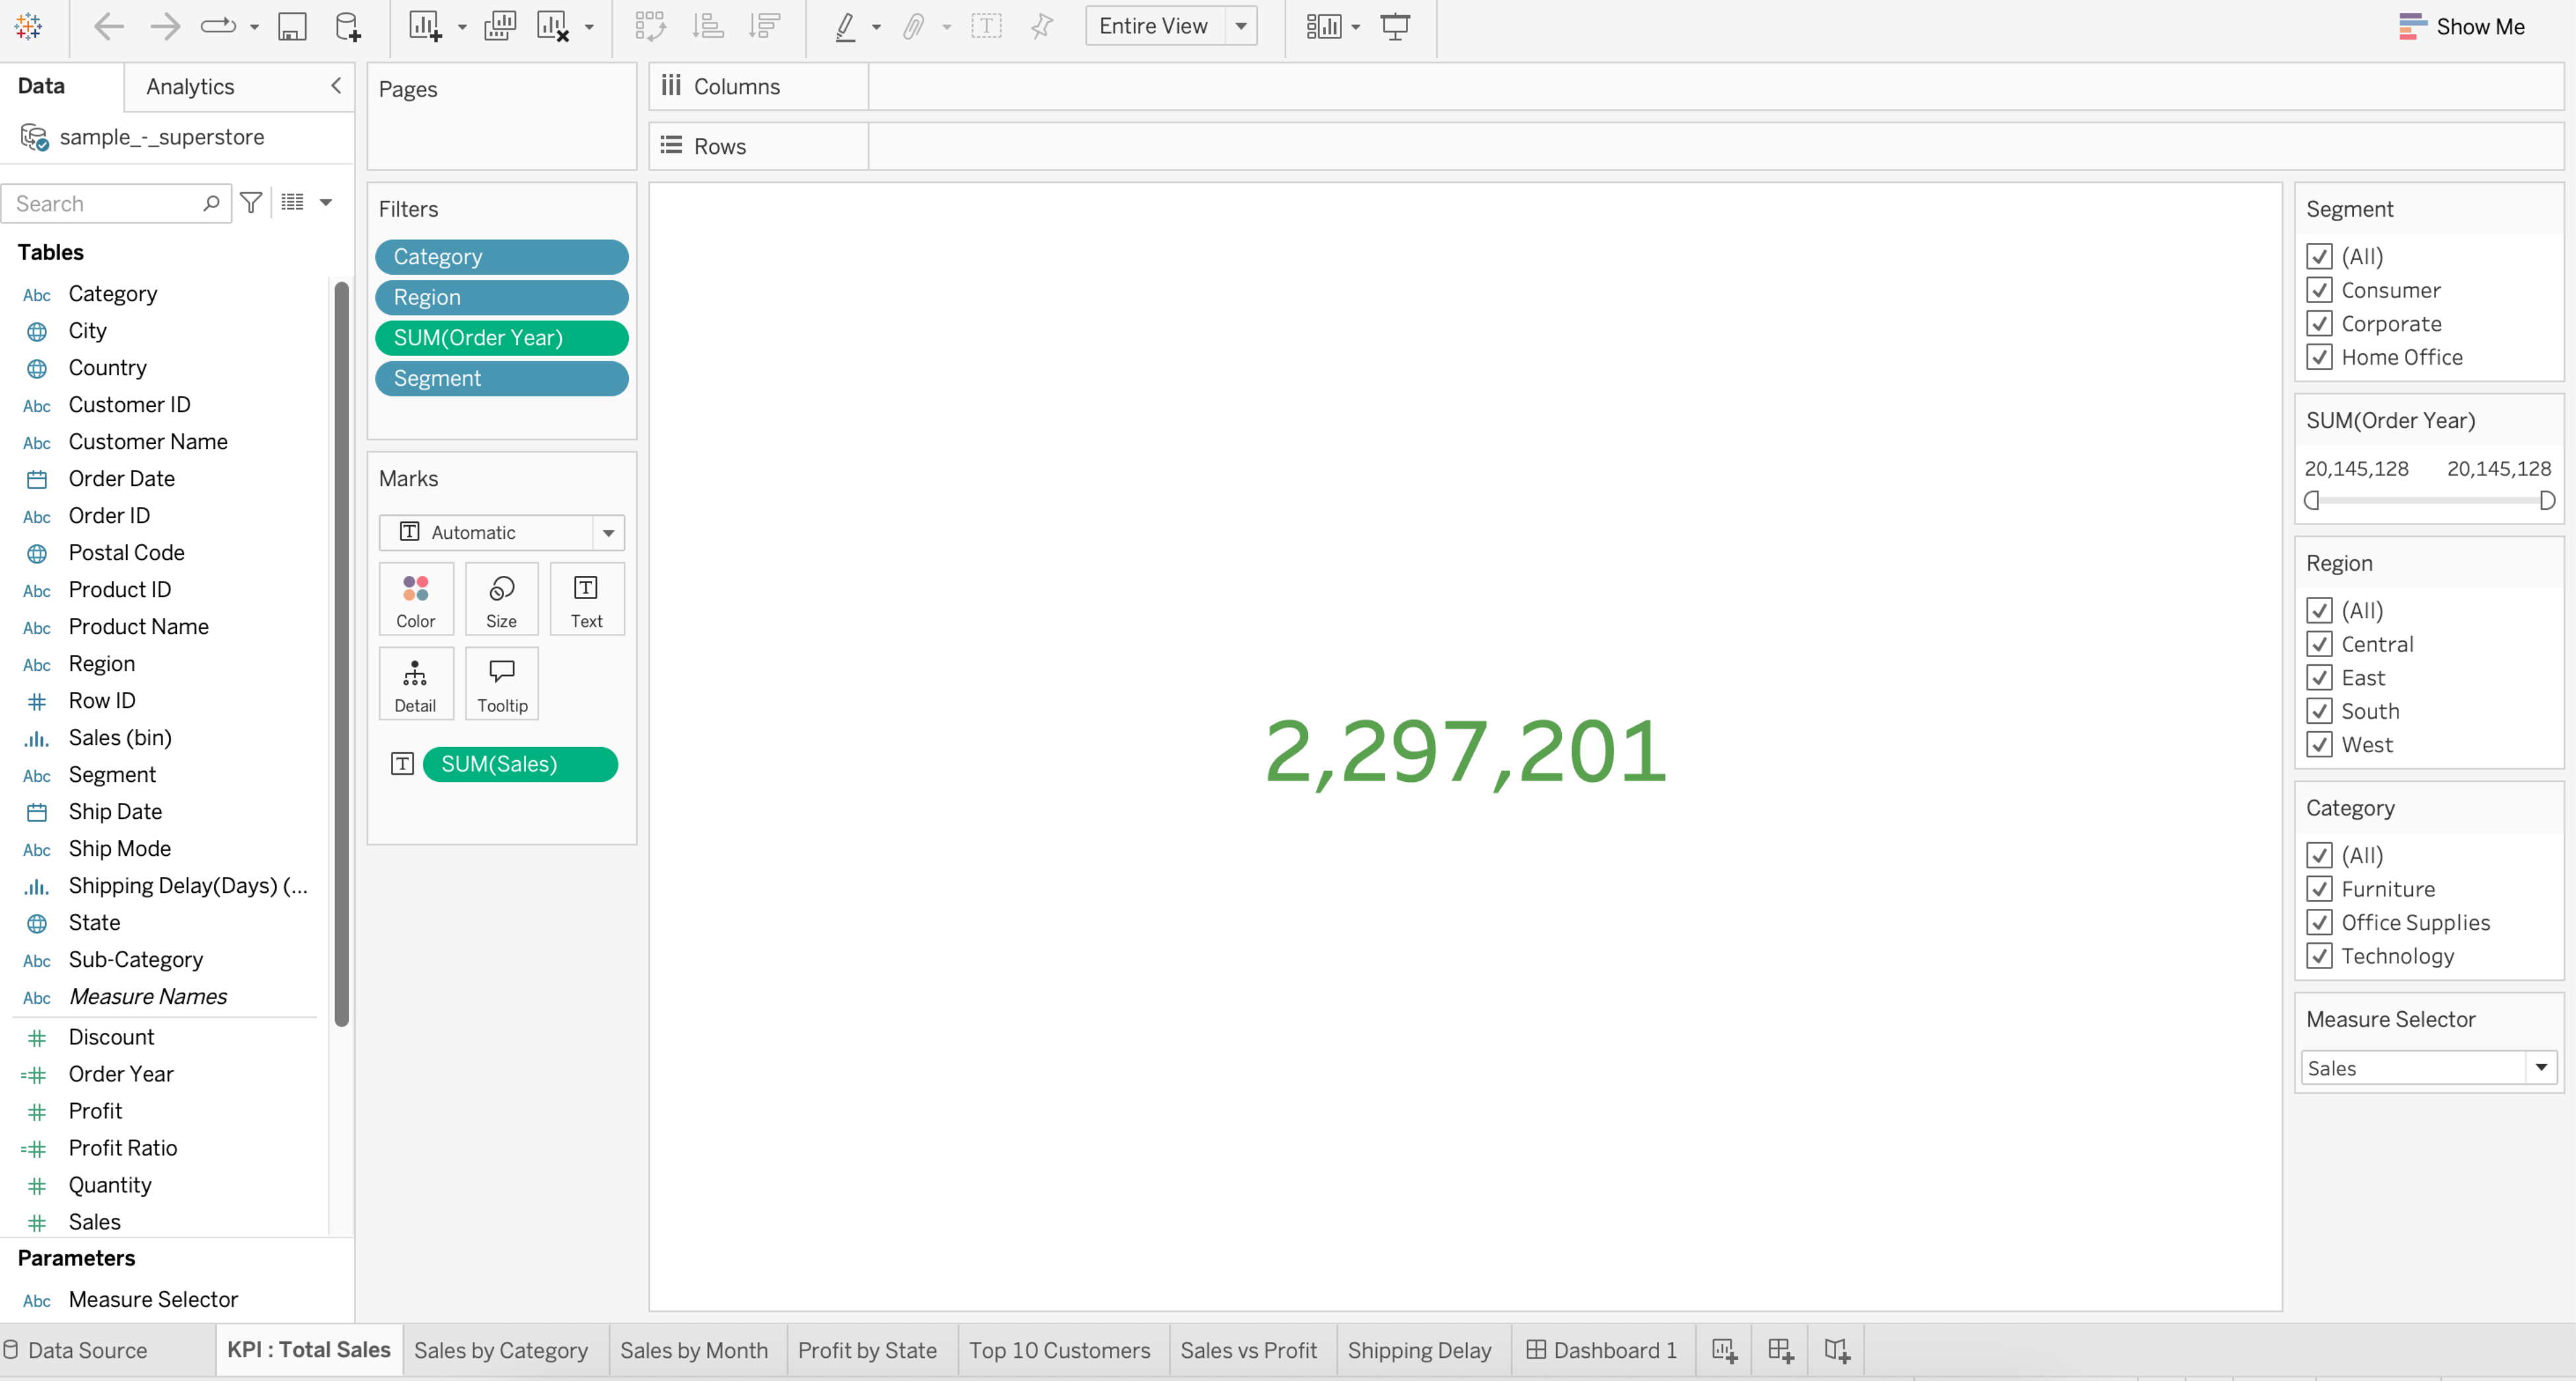 Entire View
Show Me
Data
Analytics
sample_-_superstore
Search
Tables
Abc Category
City
Country
Abc Customer ID
Abc Customer Name
Order Date
Abc Order ID
Postal Code
Abc Product ID
Abc Product Name
Abc Region
Row ID
Sales (bin)
Abc Segment
Ship Date
Abc Ship Mode
Shipping Delay(Days) (...
State
Abc Sub-Category
Abc Measure Names
Discount
Order Year
Profit
Profit Ratio
Quantity
Sales
Parameters
Abc Measure Selector
Pages
Filters
Category
Region
SUM(Order Year)
Segment
Marks
Automatic
Color Size Text
Detail Tooltip
SUM(Sales)
Columns
Rows
2,297,201
Segment
(All)
Consumer
Corporate
Home Office
SUM(Order Year)
20,145,128 20,145,128
Region
(All)
Central
East
South
West
Category
(All)
Furniture
Office Supplies
Technology
Measure Selector
Sales
Data Source KPI : Total Sales Sales by Category Sales by Month Profit by State Top 10 Customers Sales vs Profit Shipping Delay Dashboard 1